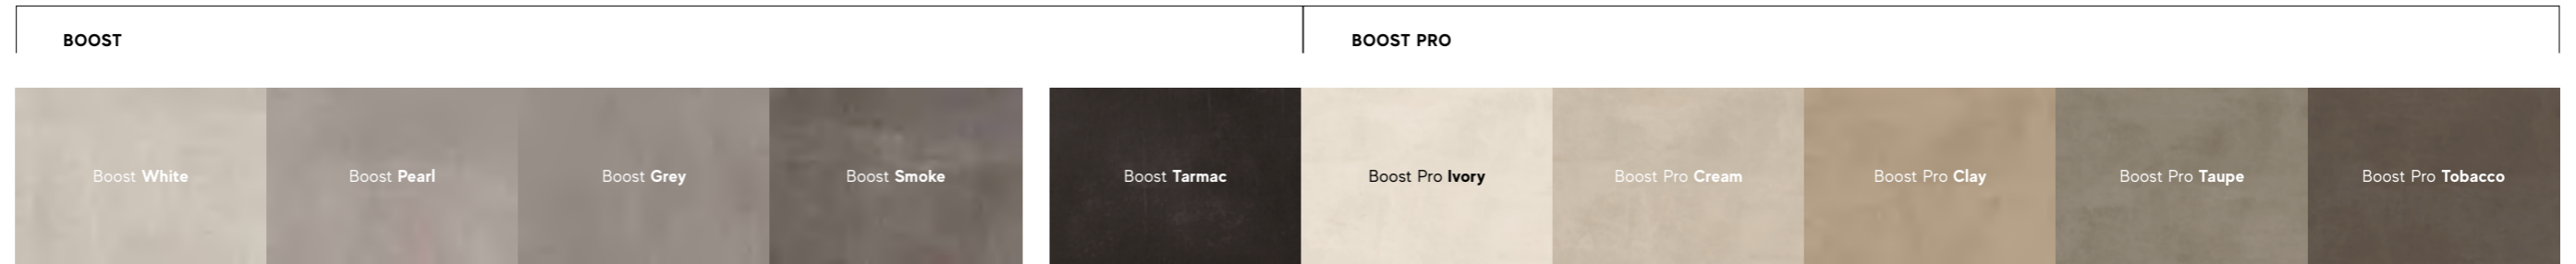 BOOST
BOOST PRO
Boost White
Boost Pearl
Boost Grey
Boost Smoke
Boost Tarmac
Boost Pro Ivory
Boost Pro Cream
Boost Pro Clay
Boost Pro Taupe
Boost Pro Tobacco